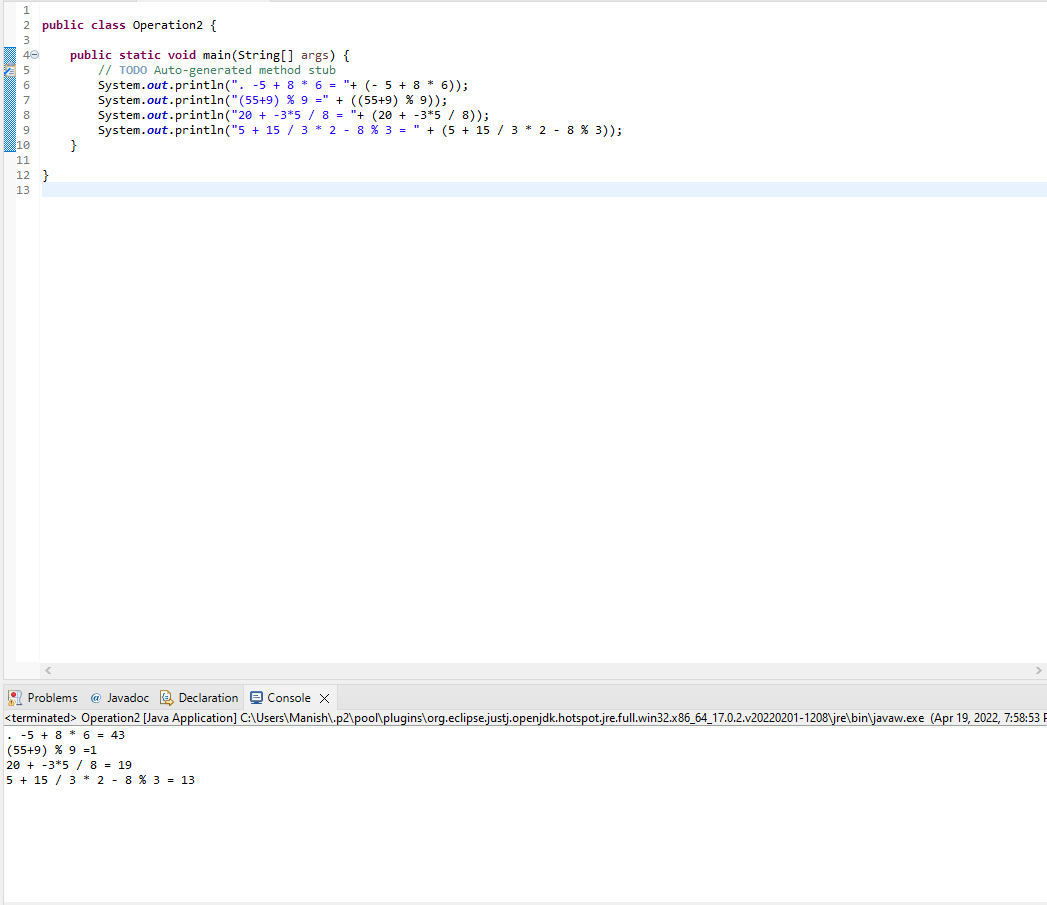 1
2 public class Operation2 {
3
4 public static void main(String[] args) {
5 // TODO Auto-generated method stub
6 System.out.println(". -5 + 8 * 6 = "+ (- 5 + 8 * 6));
7 System.out.println("(55+9) % 9 =" + ((55+9) % 9));
8 System.out.println("20 + -3*5 / 8 = "+ (20 + -3*5 / 8));
9 System.out.println("5 + 15 / 3 * 2 - 8 % 3 = " + (5 + 15 / 3 * 2 - 8 % 3));
10 }
11
12 }
13
Problems @ Javadoc Declaration Console
<terminated> Operation2 [Java Application] C:\Users\Manish\.p2\pool\plugins\org.eclipse.justj.openjdk.hotspot.jre.full.win32.x86_64_17.0.2.v20220201-1208\jre\bin\javaw.exe (Apr 19, 2022, 7:58:53 P
. -5 + 8 * 6 = 43
(55+9) % 9 =1
20 + -3*5 / 8 = 19
5 + 15 / 3 * 2 - 8 % 3 = 13